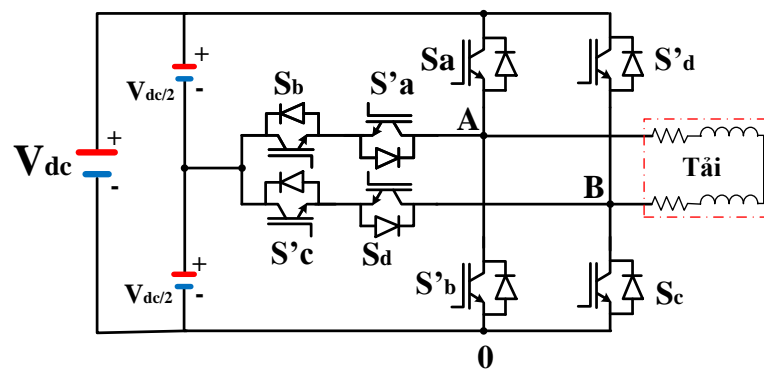 Sa
S'd
+
Vdc/2
-
Sb
S'a
A
+
Vdc
-
Tải
B
S'c
Sd
+
Vdc/2
-
S'b
Sc
0